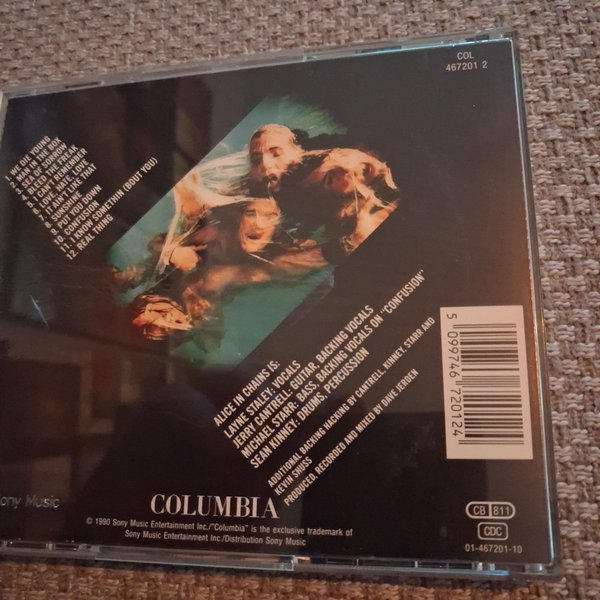 COL
467201 2
1. WE DIE YOUNG
2. MAN IN THE BOX
3. SEA OF SORROW
4. BLEED THE FREAK
5. I CAN'T REMEMBER
6. LOVE, HATE, LOVE
7. IT AIN'T LIKE THAT
8. SUNSHINE
9. PUT YOU DOWN
10. CONFUSION
11. I KNOW SOMETHIN (BOUT YOU)
12. REAL THING
ALICE IN CHAINS IS:
LAYNE STALEY: VOCALS
JERRY CANTRELL: GUITAR, BACKING VOCALS
MICHAEL STARR: BASS, BACKING VOCALS ON "CONFUSION"
SEAN KINNEY: DRUMS, PERCUSSION
ADDITIONAL BACKING HACKING BY CANTRELL, KINNEY, STARR AND
KEVIN SHUSS
PRODUCED, RECORDED AND MIXED BY DAVE JERDEN
5 099746 720124
ony Music
COLUMBIA
© 1990 Sony Music Entertainment Inc./"Columbia" is the exclusive trademark of
Sony Music Entertainment Inc./Distribution Sony Music
CB 811
CDC
01-467201-10